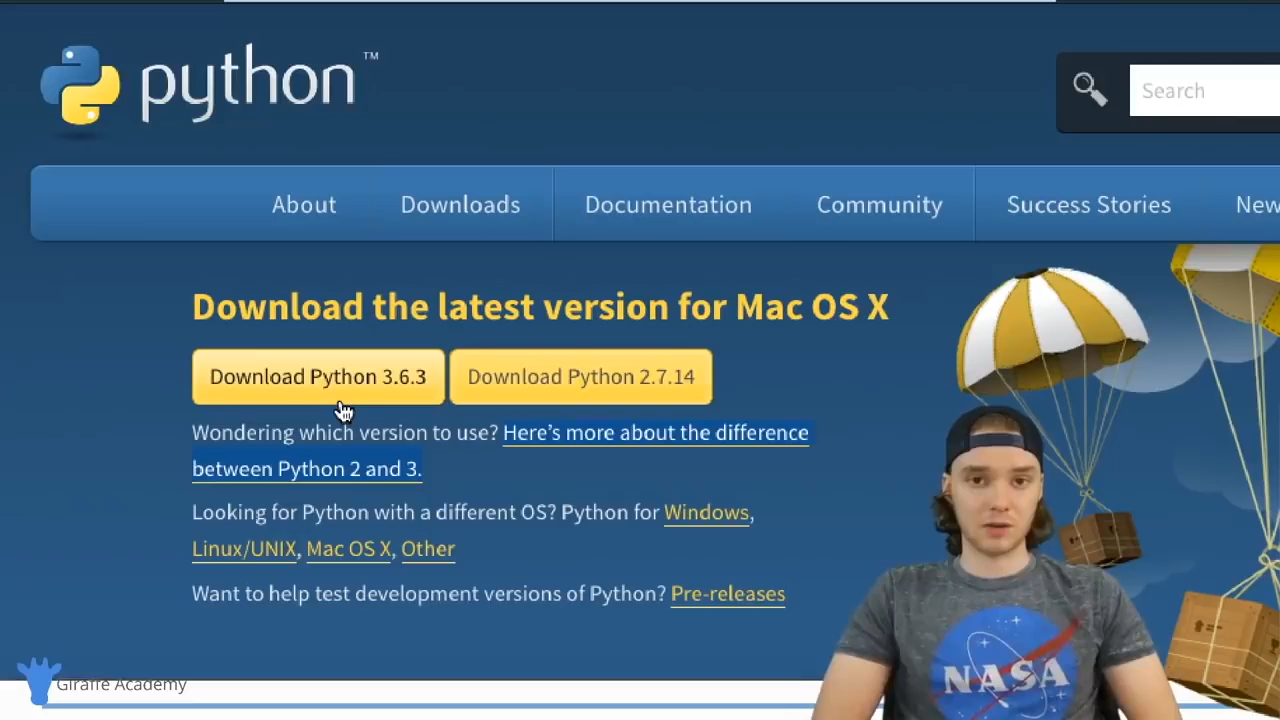 python™
Search
About Downloads Documentation Community Success Stories New
Download the latest version for Mac OS X
Download Python 3.6.3 Download Python 2.7.14
Wondering which version to use? Here's more about the difference
between Python 2 and 3.
Looking for Python with a different OS? Python for Windows,
Linux/UNIX, Mac OS X, Other
Want to help test development versions of Python? Pre-releases
NASA
Giraffe Academy